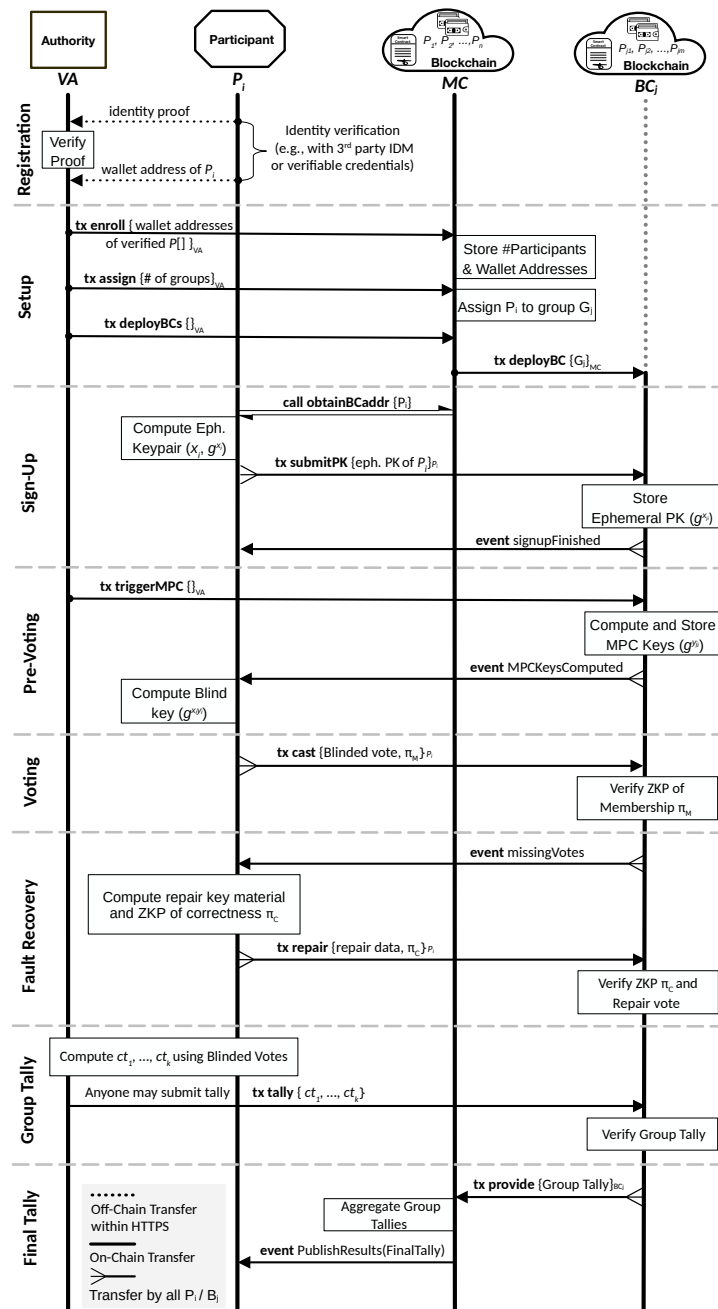 Authority
Participant
Smart
Contract
P1, P2, ...,Pn
Blockchain
Smart
Contract
Pj1, Pj2, ...,Pjm
Blockchain
VA
Pi
MC
BCj
Registration
identity proof
Verify
Proof
Identity verification
(e.g., with 3rd party IDM
or verifiable credentials)
wallet address of Pi
Setup
tx enroll { wallet addresses
of verified P[] }VA
Store #Participants
& Wallet Addresses
tx assign {# of groups}VA
Assign Pi to group Gj
tx deployBCs {}VA
tx deployBC {Gj}MC
Sign-Up
call obtainBCaddr {Pi}
Compute Eph.
Keypair (xi, g^xi)
tx submitPK {eph. PK of Pi}Pi
Store
Ephemeral PK (g^xi)
event signupFinished
Pre-Voting
tx triggerMPC {}VA
Compute and Store
MPC Keys (g^yi)
event MPCKeysComputed
Compute Blind
key (g^xiyi)
Voting
tx cast {Blinded vote, πM}Pi
Verify ZKP of
Membership πM
Fault Recovery
event missingVotes
Compute repair key material
and ZKP of correctness πC
tx repair {repair data, πC}Pi
Verify ZKP πC and
Repair vote
Group Tally
Compute ct1, ..., ctk using Blinded Votes
Anyone may submit tally tx tally { ct1, ..., ctk}
Verify Group Tally
Final Tally
tx provide {Group Tally}BCj
Aggregate Group
Tallies
event PublishResults(FinalTally)
Off-Chain Transfer
within HTTPS
On-Chain Transfer
Transfer by all Pi / Bj